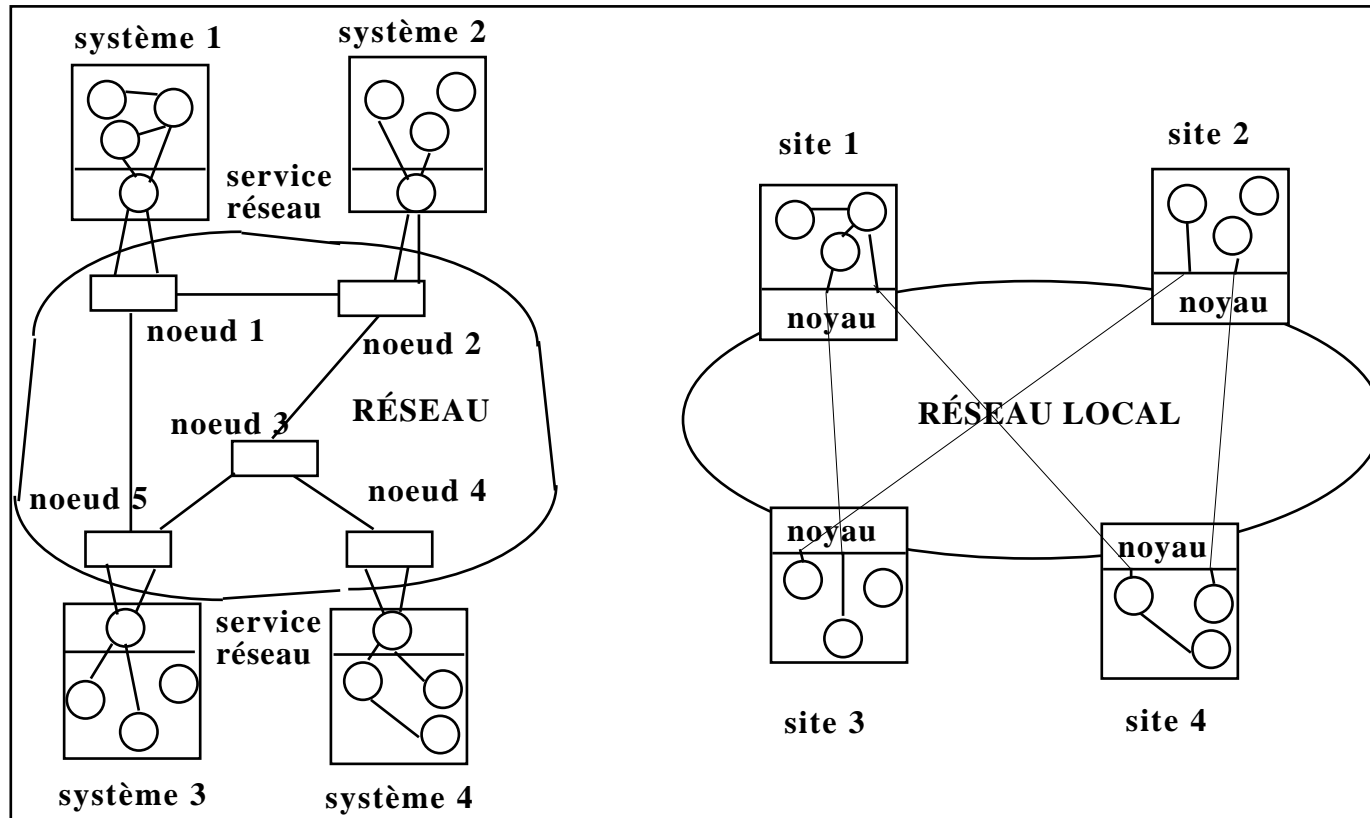 système 1
système 2
service
réseau
noeud 1
noeud 2
RÉSEAU
noeud 3
noeud 5
noeud 4
service
réseau
système 3
système 4
site 1
site 2
noyau
noyau
RÉSEAU LOCAL
noyau
noyau
site 3
site 4